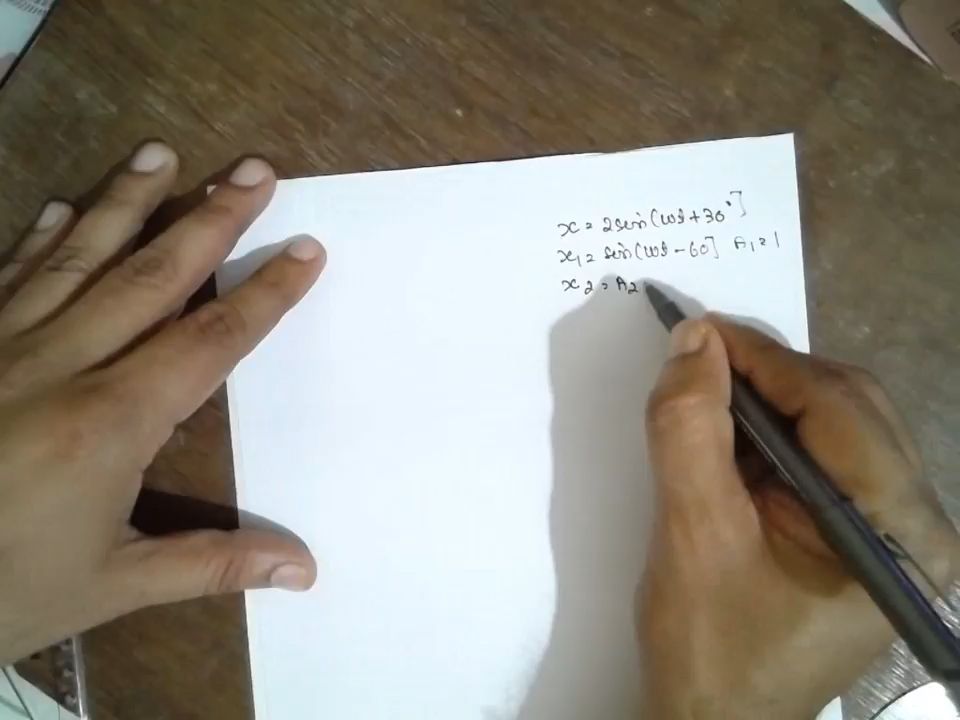 x = 2sin(ωt+30°]
x1 = sin(ωt-60] A1=1
x2 = A2